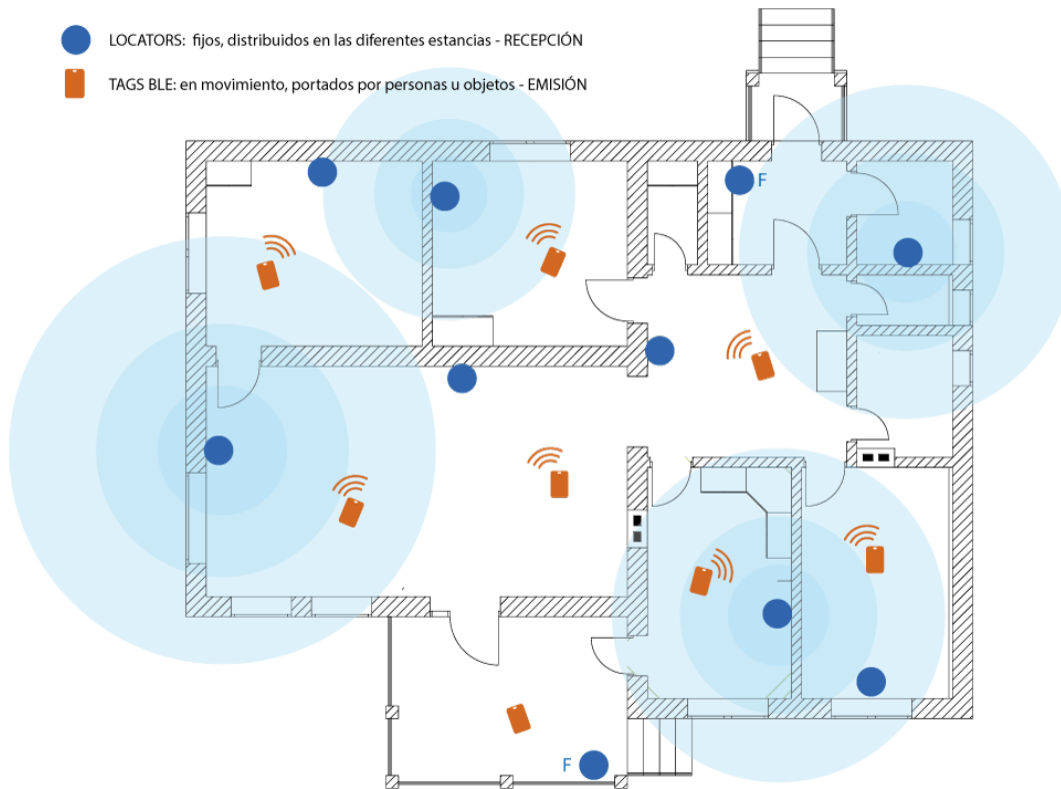 LOCATORS: fijos, distribuidos en las diferentes estancias - RECEPCIÓN
TAGS BLE: en movimiento, portados por personas u objetos - EMISIÓN
F
F